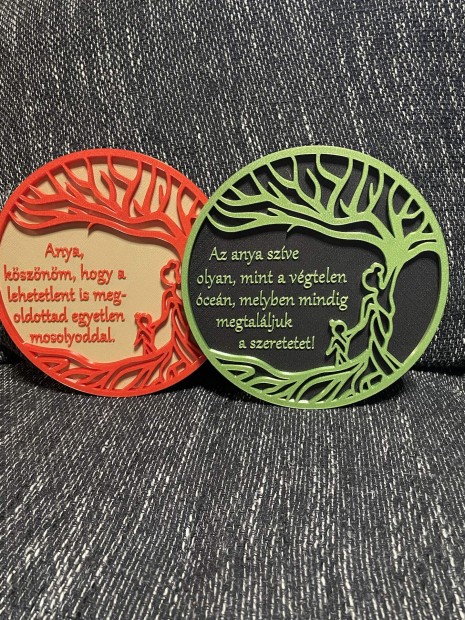 Anya,
köszönöm, hogy a
lehetetlent is meg-
oldottad egyetlen
mosolyoddal.
Az anya szíve
olyan, mint a végtelen
óceán, melyben mindig
megtaláljuk
a szeretetet!